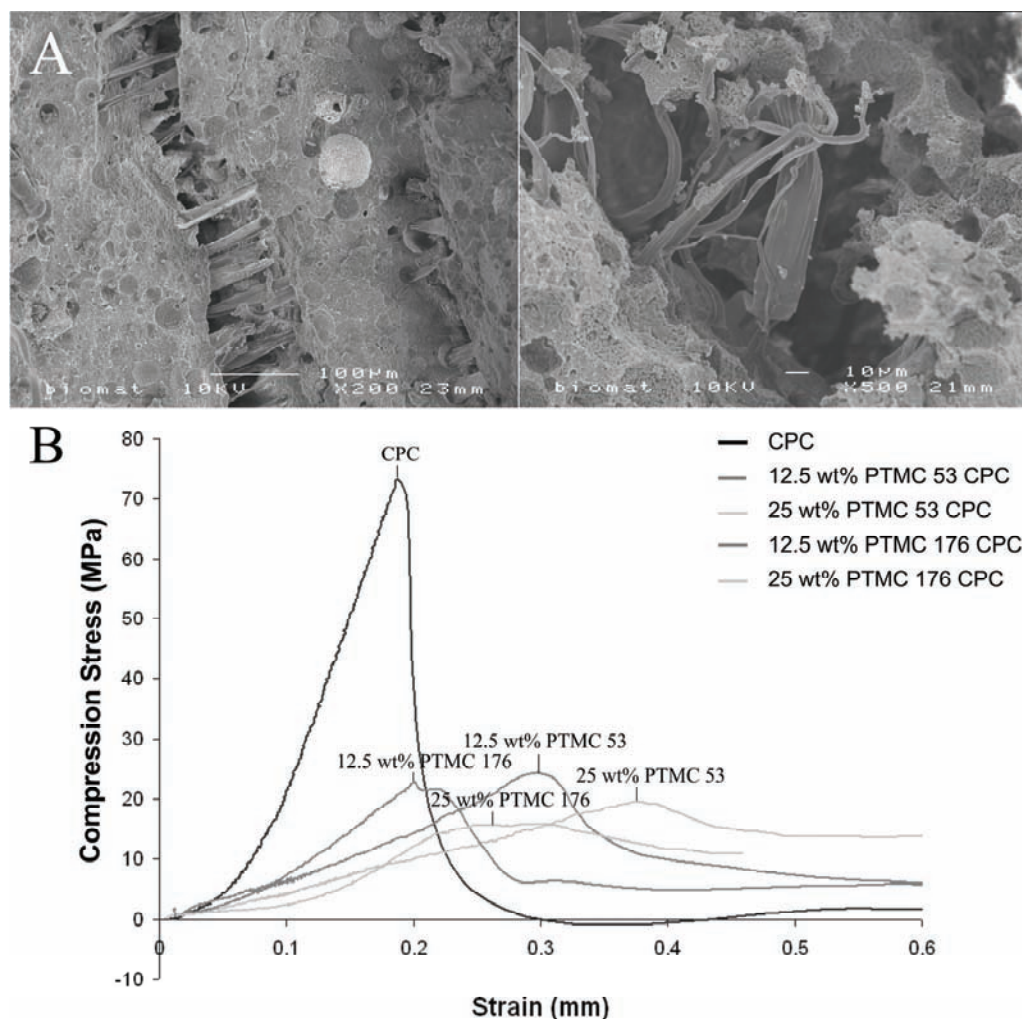 A
100µm
biomat 10KV X200 23mm
10µm
biomat 10KV X500 21mm
B
80
70
60
50
40
30
20
10
0
-10
Compression Stress (MPa)
CPC
12.5 wt% PTMC 53
12.5 wt% PTMC 176
25 wt% PTMC 53
25 wt% PTMC 176
CPC
12.5 wt% PTMC 53 CPC
25 wt% PTMC 53 CPC
12.5 wt% PTMC 176 CPC
25 wt% PTMC 176 CPC
0 0.1 0.2 0.3 0.4 0.5 0.6
Strain (mm)